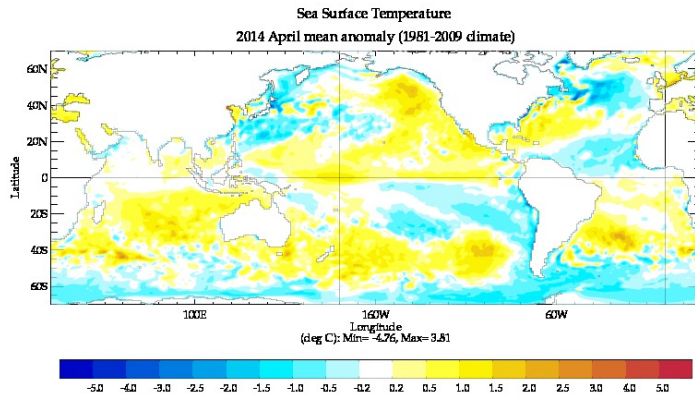 Sea Surface Temperature
2014 April mean anomaly (1981-2009 climate)
60N
40N
20N
0
20S
40S
60S
Latitude
100E
160W
60W
Longitude
(deg C): Min= -4.76, Max= 3.81
-5.0 -4.0 -3.0 -2.5 -2.0 -1.5 -1.0 -0.5 -0.2 0.2 0.5 1.0 1.5 2.0 2.5 3.0 4.0 5.0